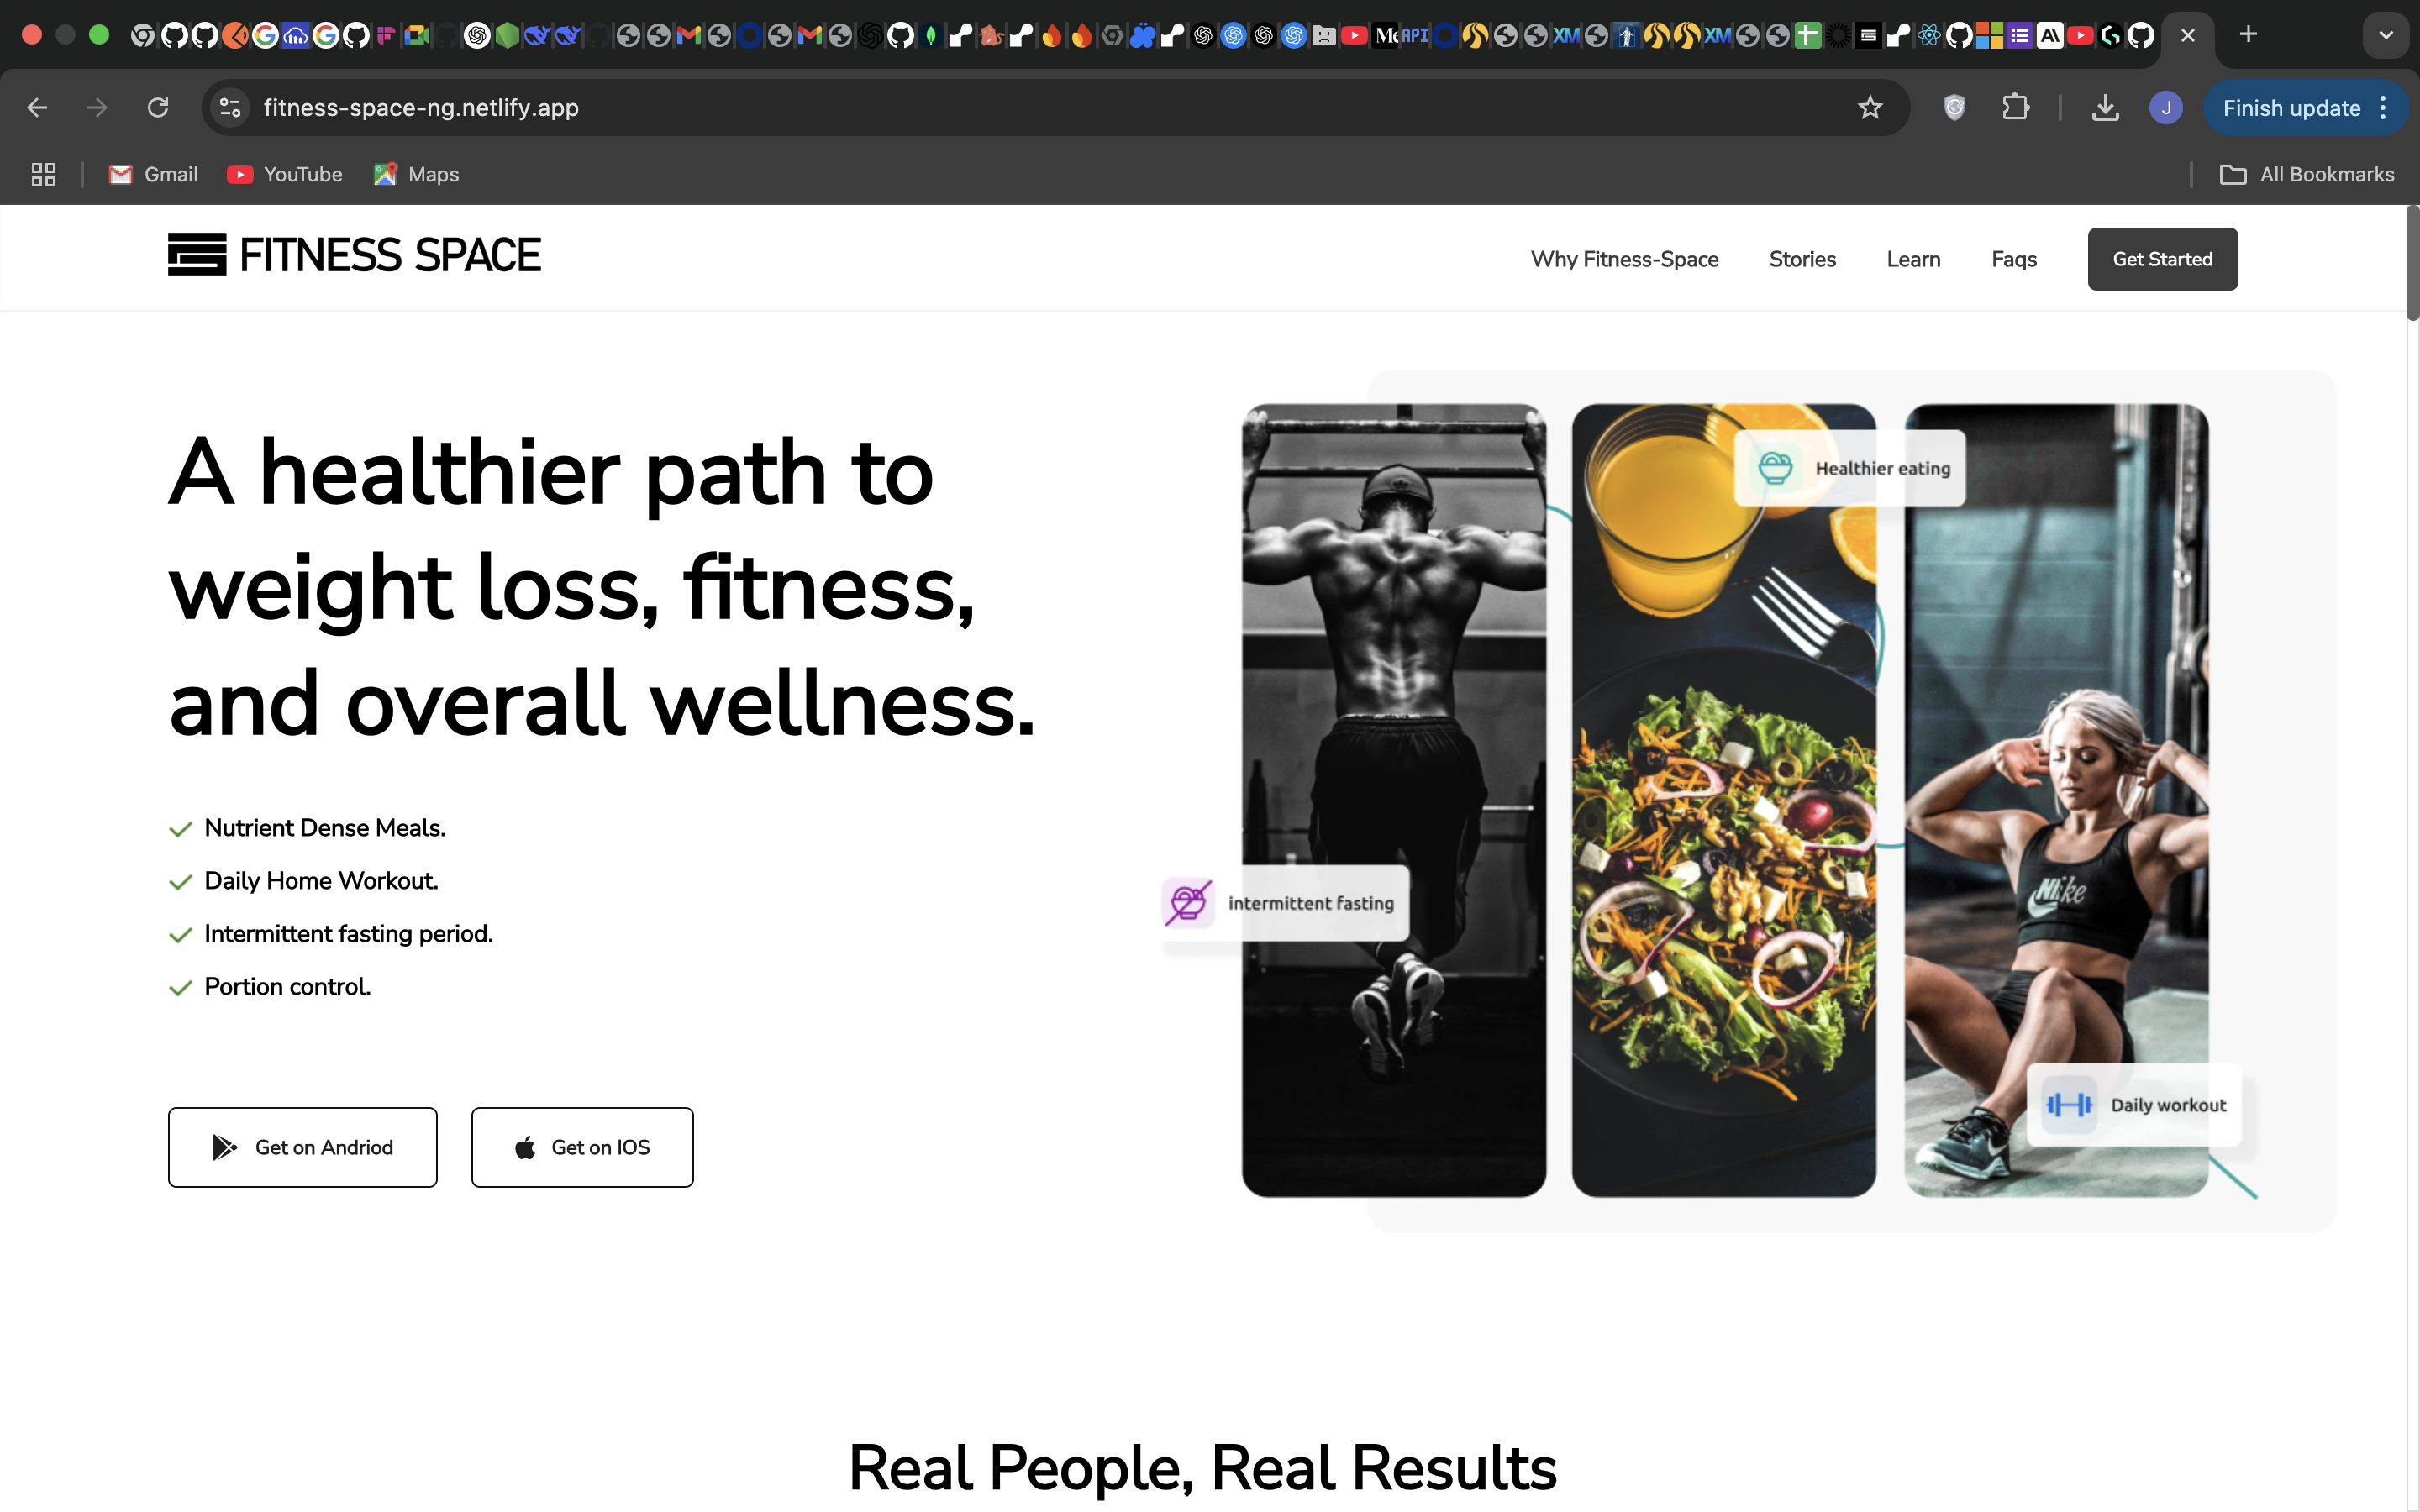 API
XM
XM
fitness-space-ng.netlify.app
J
Finish update
Gmail
YouTube
Maps
All Bookmarks
FITNESS SPACE
Why Fitness-Space
Stories
Learn
Faqs
Get Started
A healthier path to
weight loss, fitness,
and overall wellness.
Nutrient Dense Meals.
Daily Home Workout.
Intermittent fasting period.
Portion control.
Get on Andriod
Get on IOS
Healthier eating
intermittent fasting
Daily workout
Real People, Real Results